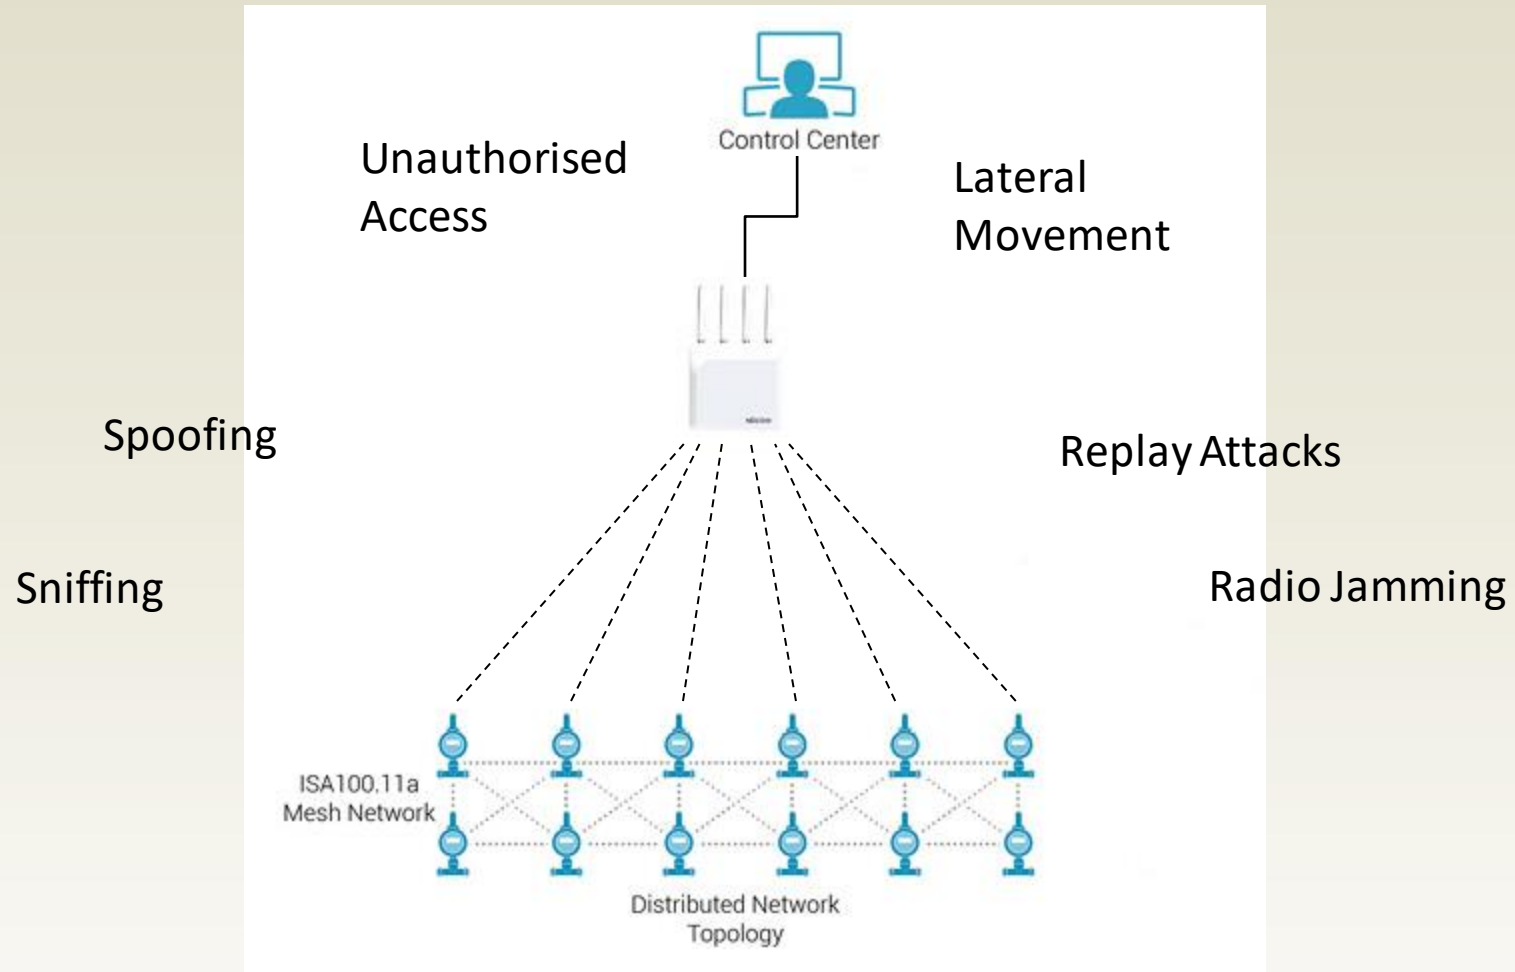 Control Center
Unauthorised
Access
Lateral
Movement
Spoofing
Replay Attacks
Sniffing
Radio Jamming
ISA100.11a
Mesh Network
Distributed Network
Topology